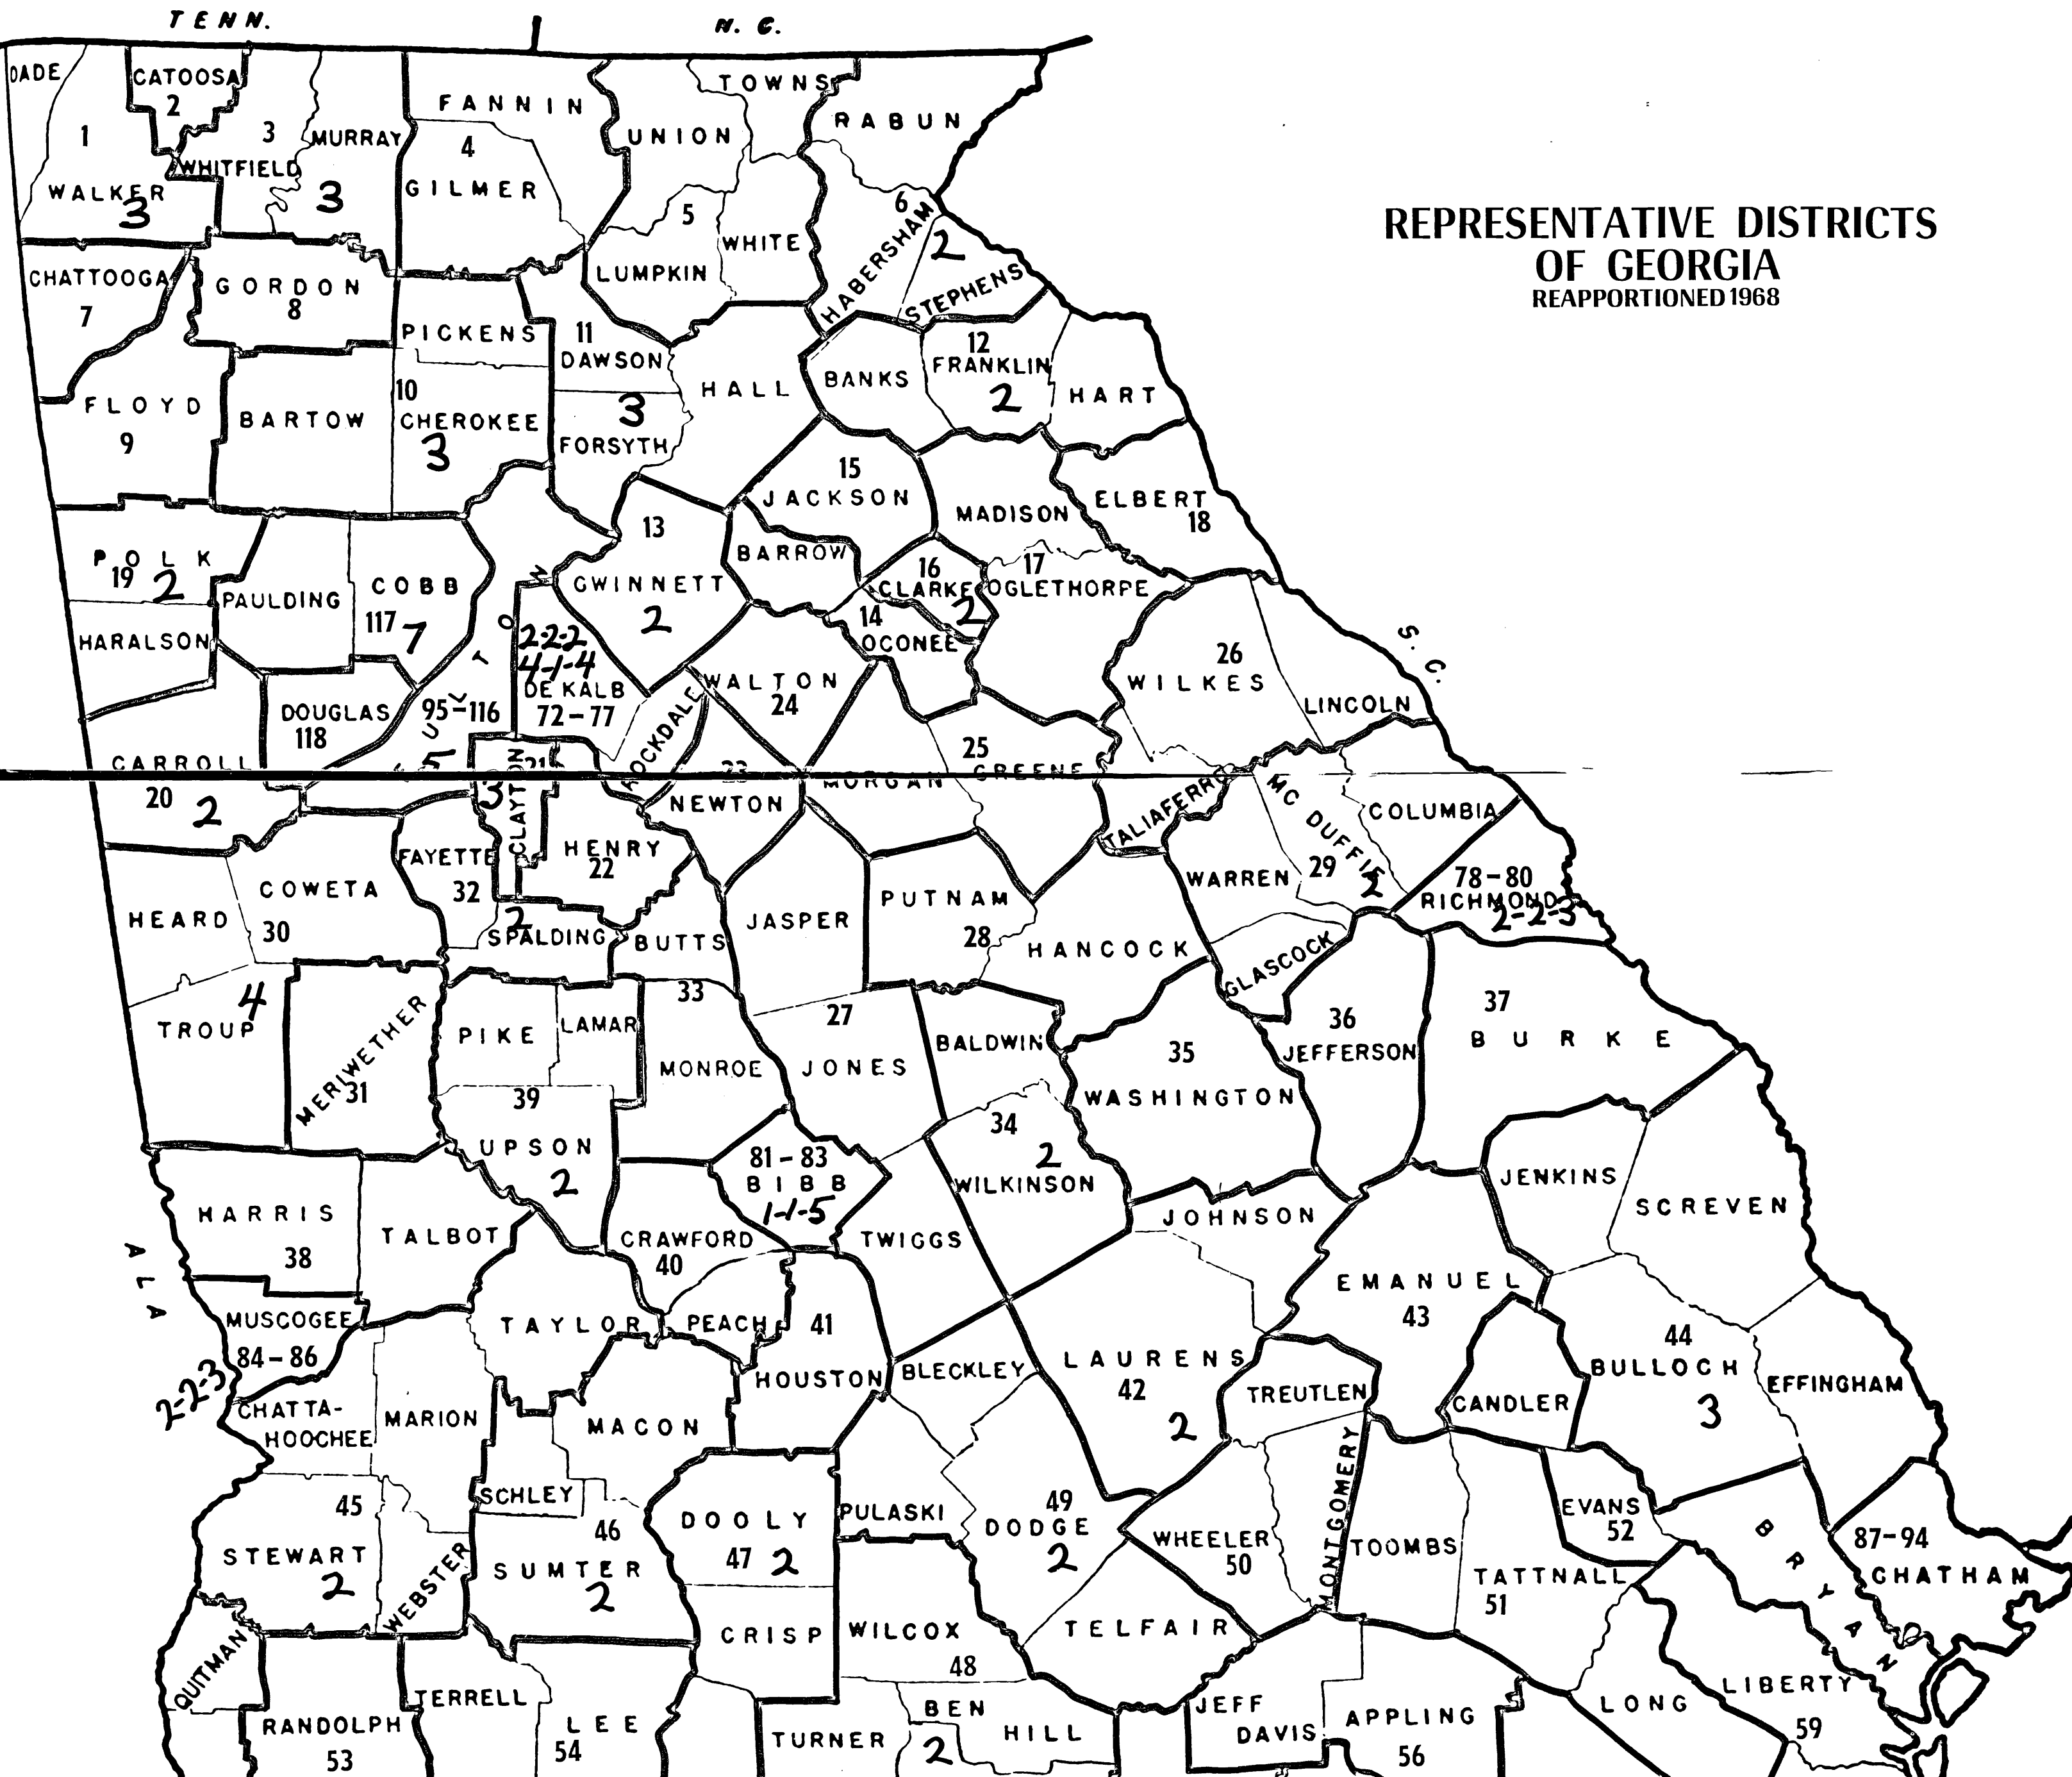 TENN.
N. C.
DADE
CATOOSA
2
1
WALKER
3
3
WHITFIELD
MURRAY
3
FANNIN
4
GILMER
UNION
TOWNS
RABUN
5
WHITE
LUMPKIN
6
HABERSHAM
2
STEPHENS
REPRESENTATIVE DISTRICTS
OF GEORGIA
REAPPORTIONED 1968
CHATTOOGA
7
GORDON
8
PICKENS
10
CHEROKEE
3
11
DAWSON
3
FORSYTH
HALL
BANKS
12
FRANKLIN
2
HART
FLOYD
9
BARTOW
POLK
19 2
HARALSON
PAULDING
COBB
117 7
13
GWINNETT
2
15
JACKSON
BARROW
MADISON
ELBERT
18
16
CLARKE
2
17
OGLETHORPE
14
OCONEE
DOUGLAS
118
FULTON
95-116
5
2-2-2
4-1-4
DE KALB
72-77
ROCKDALE
WALTON
24
26
WILKES
LINCOLN
S. C.
CARROLL
20 2
21
CLAYTON
3
23
NEWTON
MORGAN
25
GREENE
TALIAFERRO
MC DUFFIE
COLUMBIA
29
2
WARREN
78-80
RICHMOND
2-2-3
HEARD
COWETA
30
FAYETTE
32
HENRY
22
2
SPALDING
BUTTS
JASPER
PUTNAM
28
HANCOCK
GLASCOCK
TROUP
4
MERIWETHER
31
PIKE
LAMAR
33
MONROE
27
JONES
BALDWIN
35
WASHINGTON
36
JEFFERSON
37
BURKE
39
UPSON
2
81-83
BIBB
1-1-5
34
2
WILKINSON
JENKINS
SCREVEN
HARRIS
38
TALBOT
CRAWFORD
40
TWIGGS
JOHNSON
ALA
MUSCOGEE
84-86
2-2-3
TAYLOR
PEACH
41
HOUSTON
BLECKLEY
LAURENS
42
2
EMANUEL
43
TREUTLEN
CANDLER
44
BULLOCH
3
EFFINGHAM
CHATTA-
HOOCHEE
MARION
MACON
SCHLEY
45
STEWART
2
WEBSTER
46
SUMTER
2
DOOLY
47 2
PULASKI
49
DODGE
2
WHEELER
50
MONTGOMERY
TOOMBS
TATTNALL
51
EVANS
52
BRYAN
87-94
CHATHAM
QUITMAN
CRISP
WILCOX
48
TELFAIR
RANDOLPH
53
TERRELL
LEE
54
TURNER
BEN
HILL
2
JEFF
DAVIS
APPLING
56
LONG
LIBERTY
59